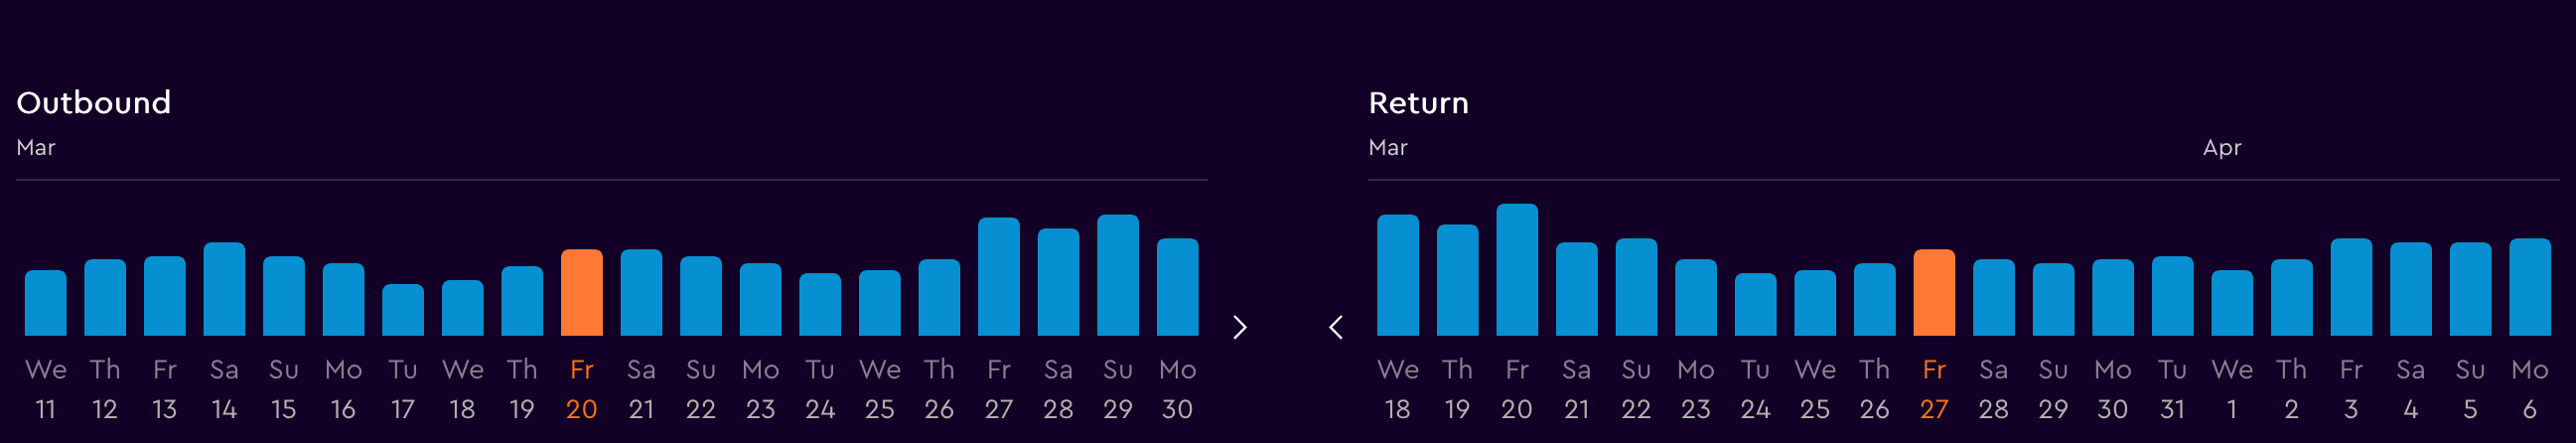 Outbound
Mar
We Th Fr Sa Su Mo Tu We Th Fr Sa Su Mo Tu We Th Fr Sa Su Mo
11 12 13 14 15 16 17 18 19 20 21 22 23 24 25 26 27 28 29 30
Return
Mar Apr
We Th Fr Sa Su Mo Tu We Th Fr Sa Su Mo Tu We Th Fr Sa Su Mo
18 19 20 21 22 23 24 25 26 27 28 29 30 31 1 2 3 4 5 6